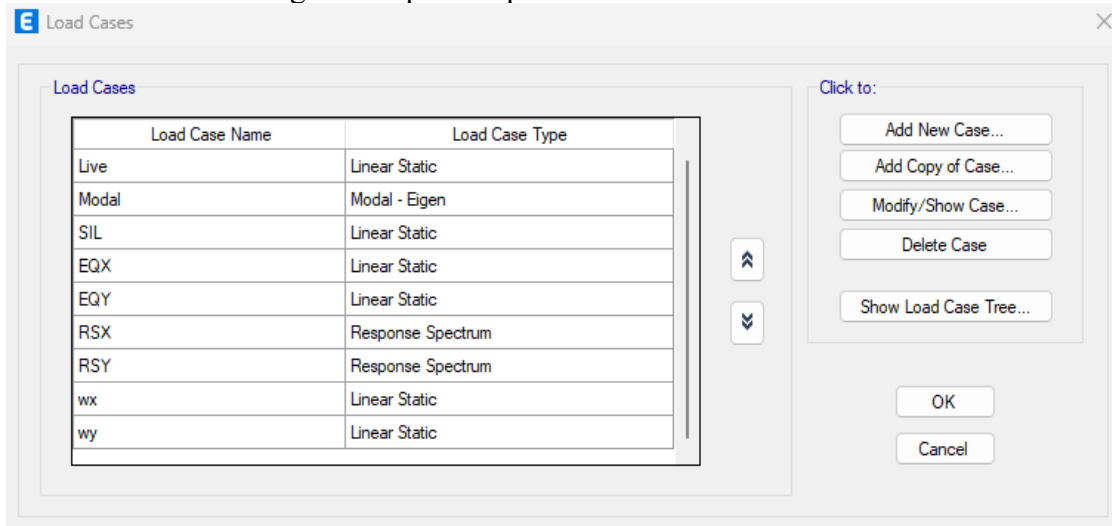 E Load Cases
Load Cases
Load Case Name Load Case Type
Live Linear Static
Modal Modal - Eigen
SIL Linear Static
EQX Linear Static
EQY Linear Static
RSX Response Spectrum
RSY Response Spectrum
wx Linear Static
wy Linear Static
Click to:
Add New Case...
Add Copy of Case...
Modify/Show Case...
Delete Case
Show Load Case Tree...
OK
Cancel